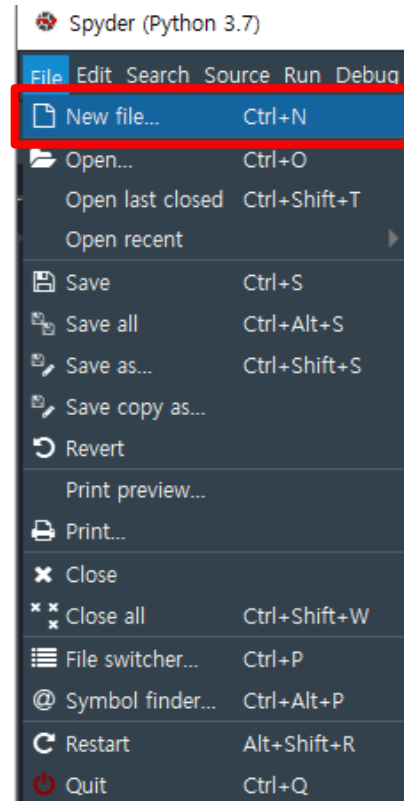 Spyder (Python 3.7)
File Edit Search Source Run Debug
New file... Ctrl+N
Open... Ctrl+O
Open last closed Ctrl+Shift+T
Open recent
Save Ctrl+S
Save all Ctrl+Alt+S
Save as... Ctrl+Shift+S
Save copy as...
Revert
Print preview...
Print...
Close
Close all Ctrl+Shift+W
File switcher... Ctrl+P
@ Symbol finder... Ctrl+Alt+P
Restart Alt+Shift+R
Quit Ctrl+Q